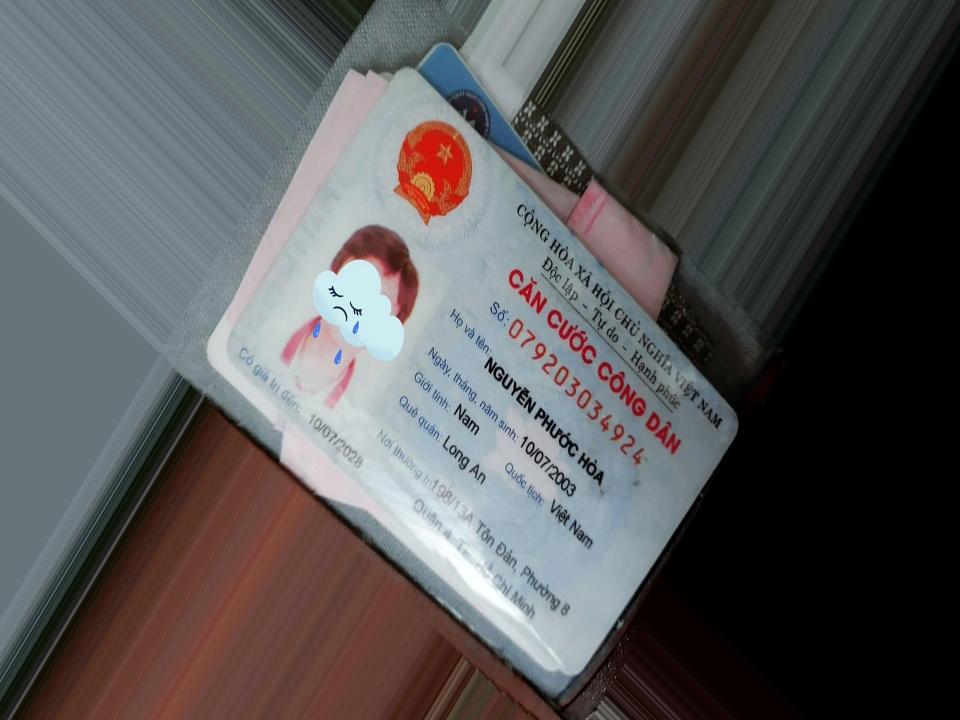 CỘNG HÒA XÃ HỘI CHỦ NGHĨA VIỆT NAM
Độc lập - Tự do - Hạnh phúc
CĂN CƯỚC CÔNG DÂN
Số: 079203034924
Họ và tên: NGUYỄN PHƯỚC HÒA
Ngày, tháng, năm sinh: 10/07/2003
Giới tính: Nam Quốc tịch: Việt Nam
Quê quán: Long An
Nơi thường trú: 198/13A Tôn Đản, Phường 8
Quận 4, Hồ Chí Minh
Có giá trị đến: 10/07/2028